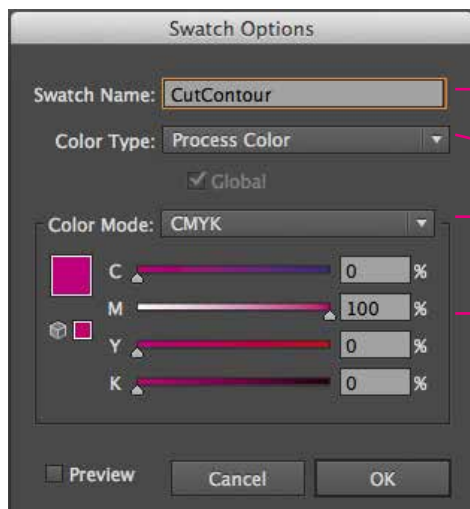 Swatch Options
Swatch Name: CutContour
Color Type: Process Color
Global
Color Mode: CMYK
C 0 %
M 100 %
Y 0 %
K 0 %
Preview Cancel OK